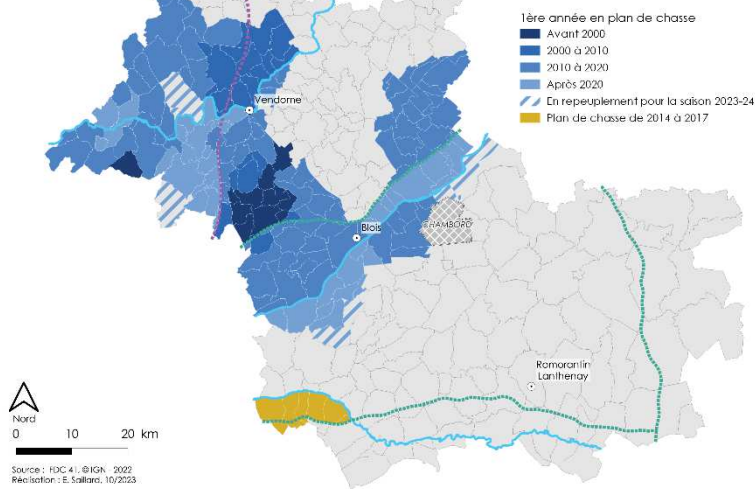 1ère année en plan de chasse
Avant 2000
2000 à 2010
2010 à 2020
Après 2020
En repeuplement pour la saison 2023-24
Plan de chasse de 2014 à 2017
Vendome
CHAMBORD
Blois
Romorantin
Lanthenay
Nord
0 10 20 km
Source : FDC 41, @IGN - 2022
Réalisation : E. Saillard, 10/2023